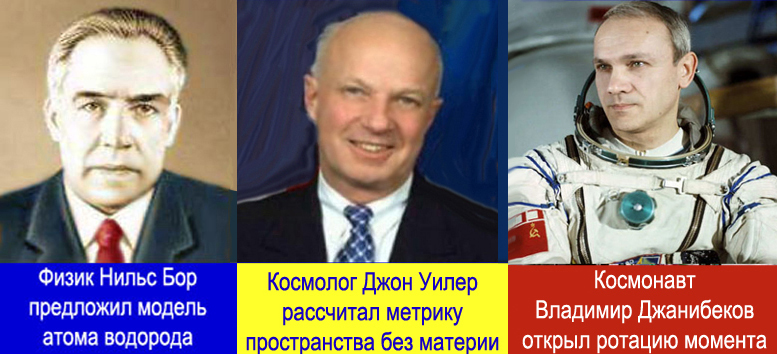 Физик Нильс Бор
предложил модель
атома водорода
Космолог Джон Уилер
рассчитал метрику
пространства без материи
Космонавт
Владимир Джанибеков
открыл ротацию момента